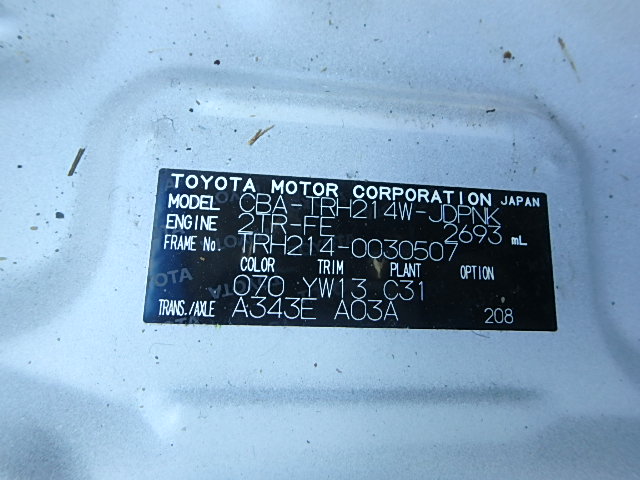 TOYOTA MOTOR CORPORATION JAPAN
MODEL CBA-TRH214W-JDPNK
ENGINE 2TR-FE 2693 mL
FRAME No. TRH214-0030507
COLOR TRIM PLANT OPTION
070 YW13 C31
TRANS./AXLE A343E A03A 208